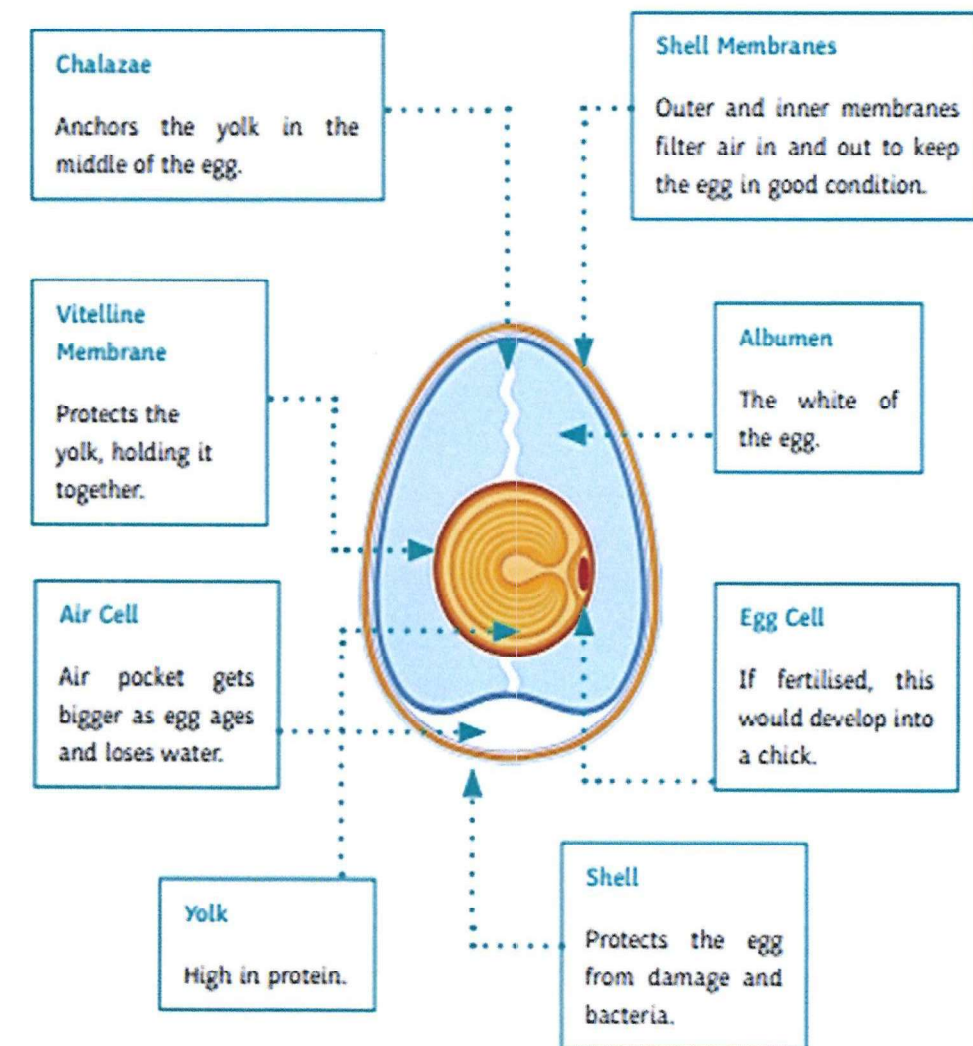 Chalazae
Anchors the yolk in the
middle of the egg.
Shell Membranes
Outer and inner membranes
filter air in and out to keep
the egg in good condition.
Vitelline
Membrane
Protects the
yolk, holding it
together.
Albumen
The white of
the egg.
Air Cell
Air pocket gets
bigger as egg ages
and loses water.
Egg Cell
If fertilised, this
would develop into
a chick.
Yolk
High in protein.
Shell
Protects the egg
from damage and
bacteria.